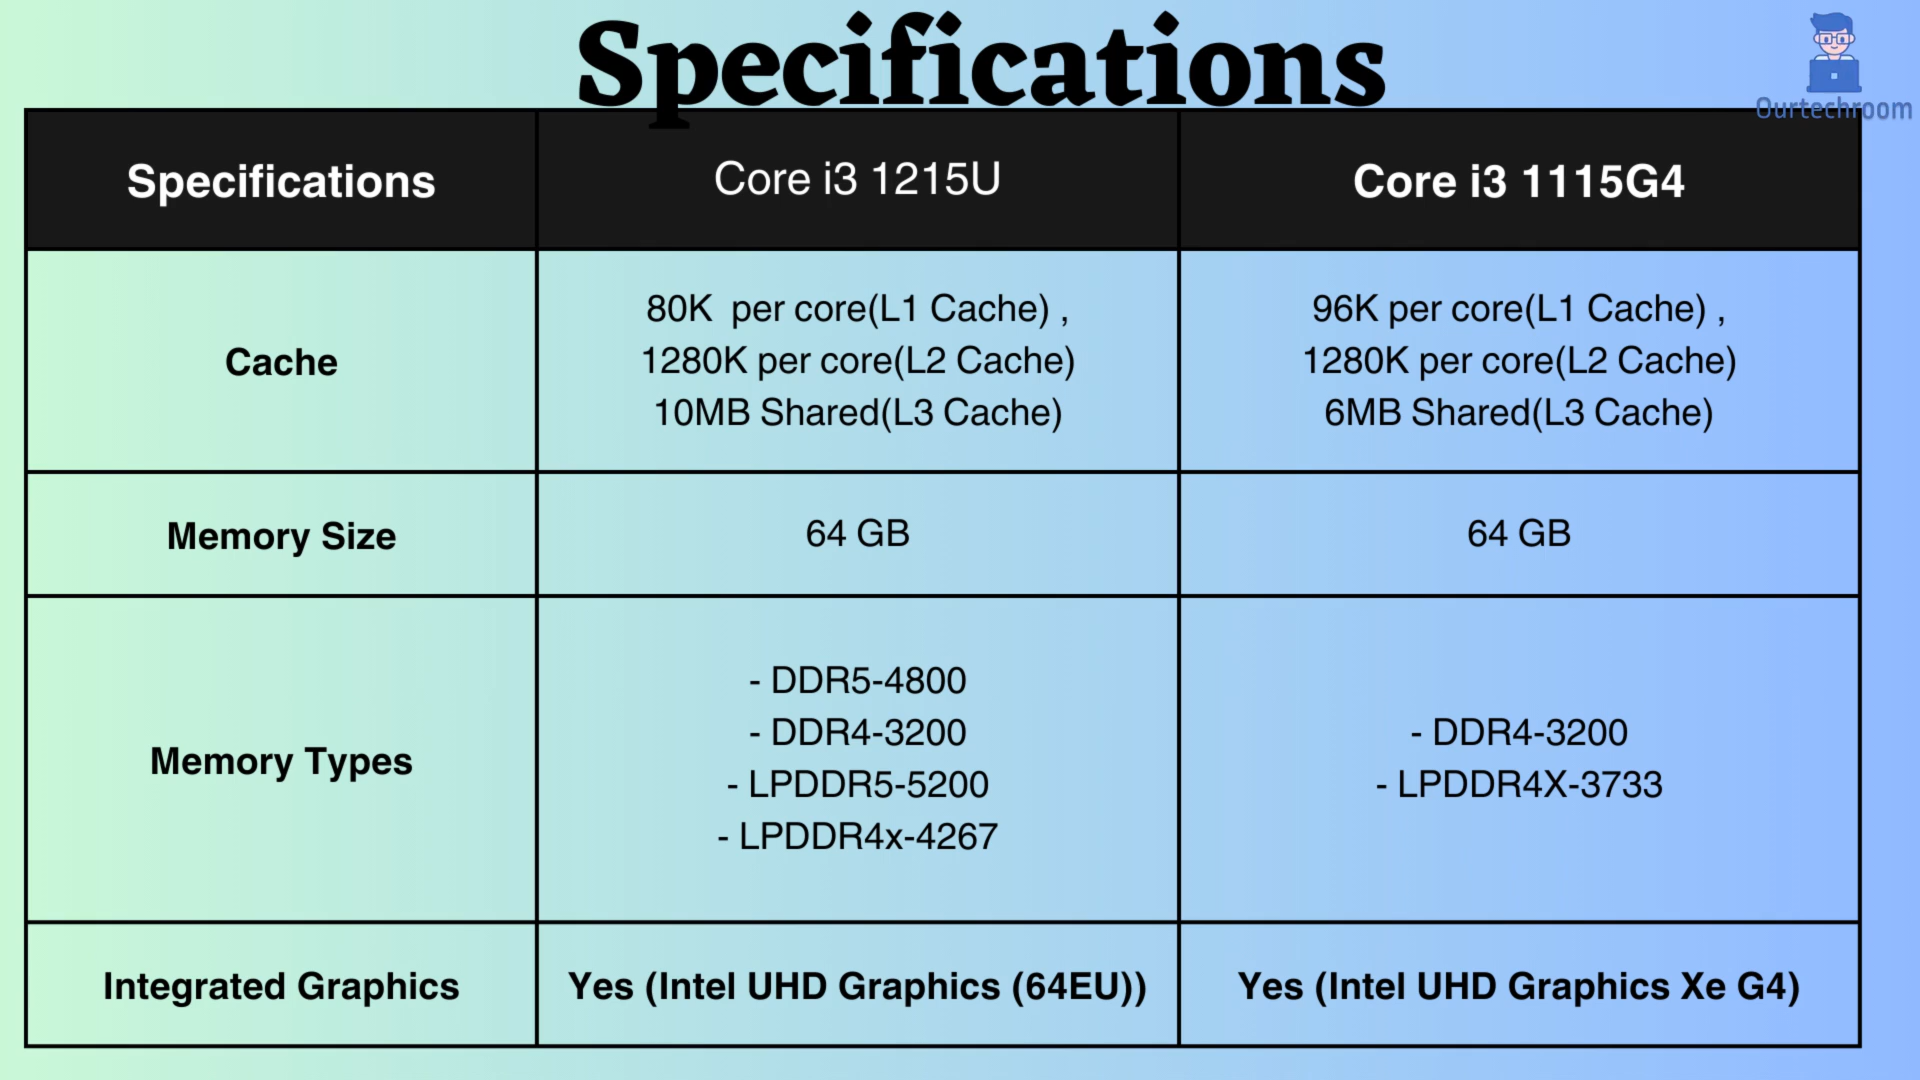 Specifications
Ourtechroom
Specifications Core i3 1215U Core i3 1115G4
Cache
80K per core(L1 Cache) ,
1280K per core(L2 Cache)
10MB Shared(L3 Cache)
96K per core(L1 Cache) ,
1280K per core(L2 Cache)
6MB Shared(L3 Cache)
Memory Size 64 GB 64 GB
Memory Types
- DDR5-4800
- DDR4-3200
- LPDDR5-5200
- LPDDR4x-4267
- DDR4-3200
- LPDDR4X-3733
Integrated Graphics Yes (Intel UHD Graphics (64EU)) Yes (Intel UHD Graphics Xe G4)